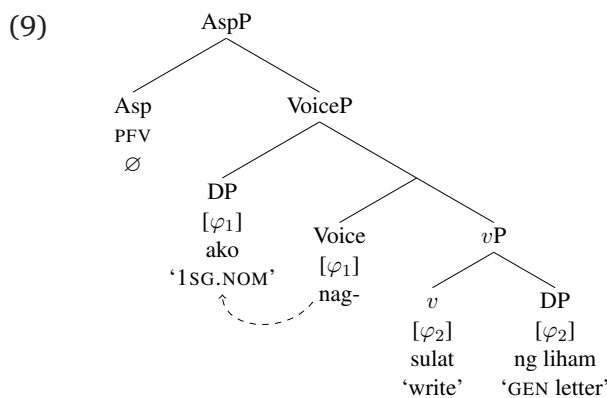 (9)
AspP
Asp VoiceP
PFV
∅
DP
[φ₁] Voice vP
ako [φ₁]
‘1SG.NOM’ nag- v DP
[φ₂] [φ₂]
sulat ng liham
‘write’ ‘GEN letter’